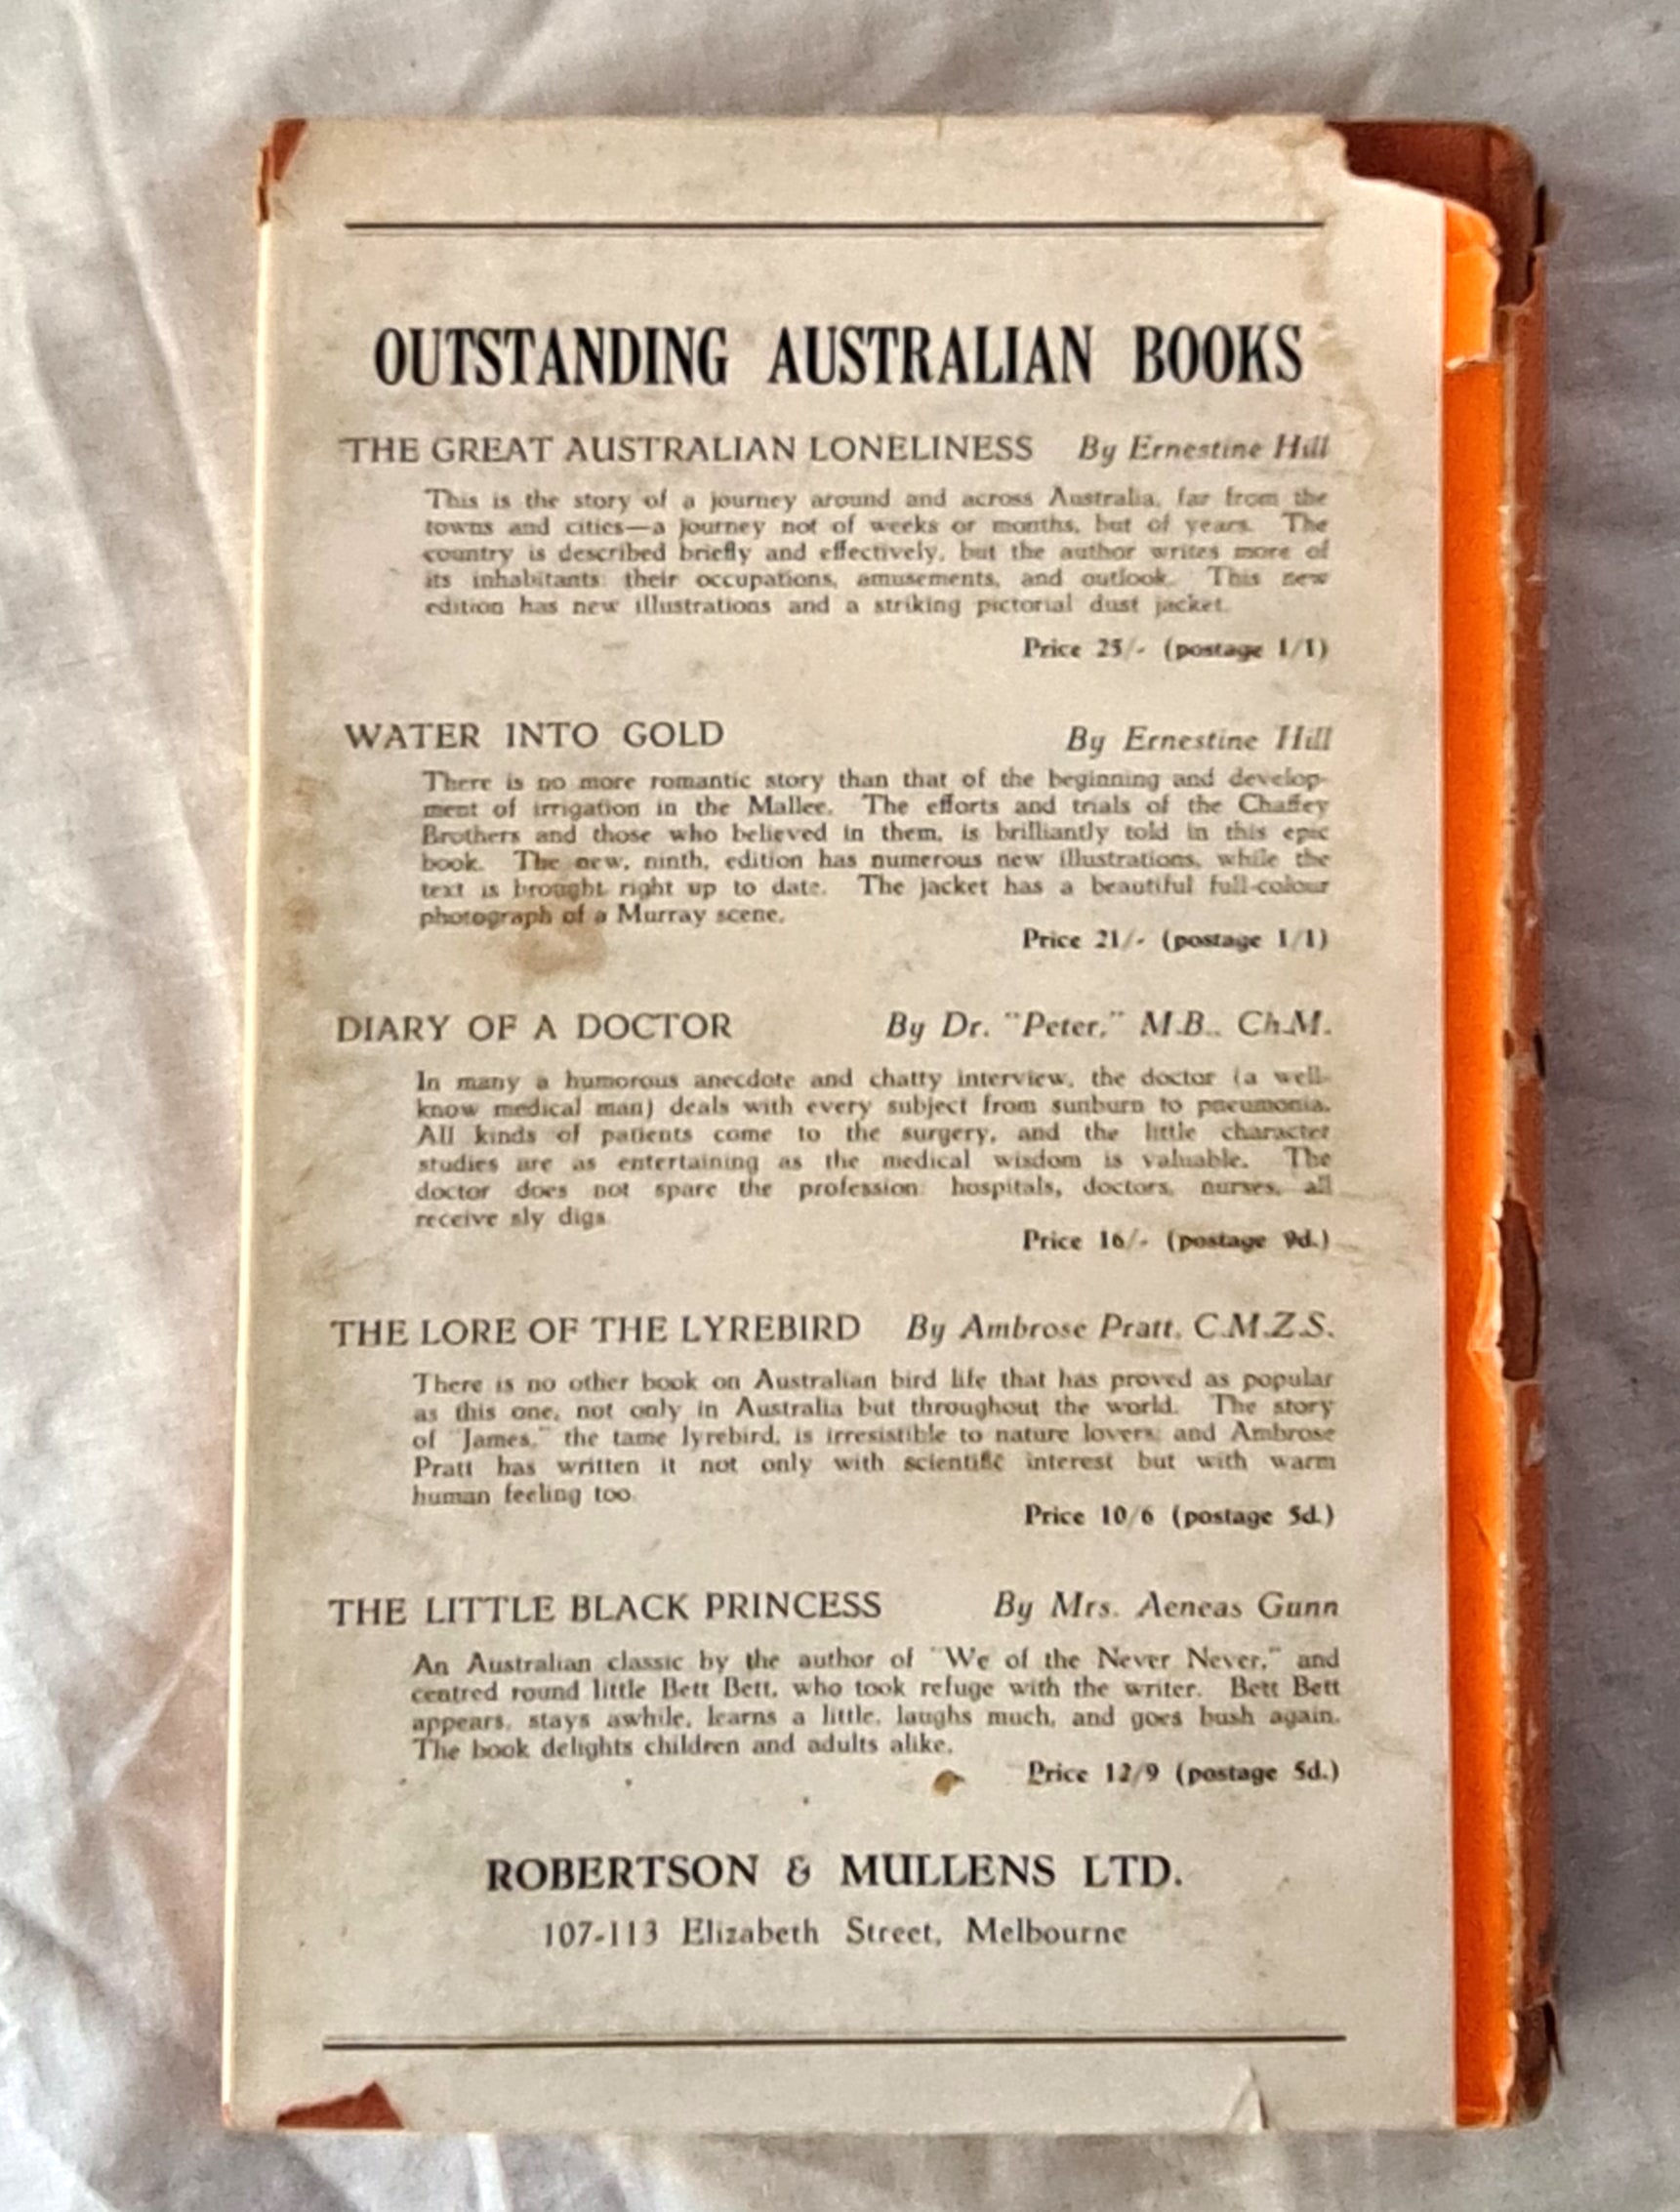 OUTSTANDING AUSTRALIAN BOOKS
THE GREAT AUSTRALIAN LONELINESS By Ernestine Hill
This is the story of a journey around and across Australia, far from the
towns and cities—a journey not of weeks or months, but of years. The
country is described briefly and effectively, but the author writes more of
its inhabitants: their occupations, amusements, and outlook. This new
edition has new illustrations and a striking pictorial dust jacket.
Price 25/- (postage 1/1)
WATER INTO GOLD By Ernestine Hill
There is no more romantic story than that of the beginning and develop-
ment of irrigation in the Mallee. The efforts and trials of the Chaffey
Brothers and those who believed in them, is brilliantly told in this epic
book. The new, ninth, edition has numerous new illustrations, while the
text is brought right up to date. The jacket has a beautiful full-colour
photograph of a Murray scene.
Price 21/- (postage 1/1)
DIARY OF A DOCTOR By Dr. "Peter," M.B., Ch.M.
In many a humorous anecdote and chatty interview, the doctor (a well-
know medical man) deals with every subject from sunburn to pneumonia.
All kinds of patients come to the surgery, and the little character
studies are as entertaining as the medical wisdom is valuable. The
doctor does not spare the profession: hospitals, doctors, nurses, all
receive sly digs.
Price 16/- (postage 9d.)
THE LORE OF THE LYREBIRD By Ambrose Pratt, C.M.Z.S.
There is no other book on Australian bird life that has proved as popular
as this one, not only in Australia but throughout the world. The story
of "James," the tame lyrebird, is irresistible to nature lovers; and Ambrose
Pratt has written it not only with scientific interest but with warm
human feeling too.
Price 10/6 (postage 5d.)
THE LITTLE BLACK PRINCESS By Mrs. Aeneas Gunn
An Australian classic by the author of "We of the Never Never," and
centred round little Bett Bett, who took refuge with the writer. Bett Bett
appears, stays awhile, learns a little, laughs much, and goes bush again.
The book delights children and adults alike.
Price 12/9 (postage 5d.)
ROBERTSON & MULLENS LTD.
107-113 Elizabeth Street, Melbourne